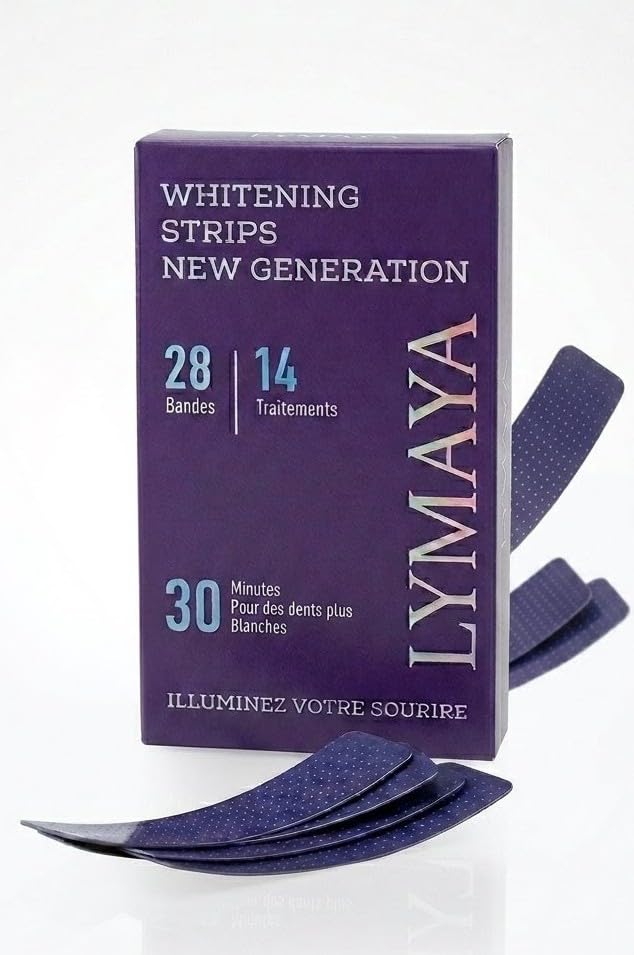 WHITENING
STRIPS
NEW GENERATION
28 Bandes
14 Traitements
LYMAYA
30 Minutes
Pour des dents plus
Blanches
ILLUMINEZ VOTRE SOURIRE